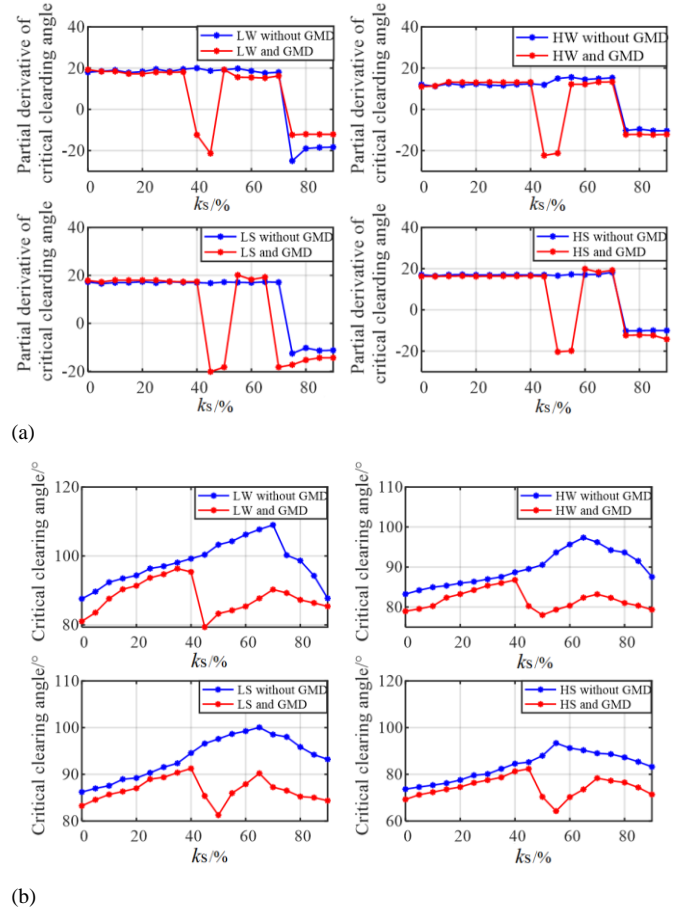 Partial derivative of
critical clearding angle
40
20
0
-20
0
20
40
60
80
ks/%
LW without GMD
LW and GMD
Partial derivative of
critical clearding angle
40
20
0
-20
0
20
40
60
80
ks/%
HW without GMD
HW and GMD
Partial derivative of
critical clearding angle
40
20
0
-20
0
20
40
60
80
ks/%
LS without GMD
LS and GMD
Partial derivative of
critical clearding angle
40
20
0
-20
0
20
40
60
80
ks/%
HS without GMD
HS and GMD
(a)
Critical clearing angle/°
120
100
80
0
20
40
60
80
ks/%
LW without GMD
LW and GMD
Critical clearing angle/°
110
100
90
80
0
20
40
60
80
ks/%
HW without GMD
HW and GMD
Critical clearing angle/°
110
100
90
80
0
20
40
60
80
ks/%
LS without GMD
LS and GMD
Critical clearing angle/°
120
100
80
60
0
20
40
60
80
ks/%
HS without GMD
HS and GMD
(b)